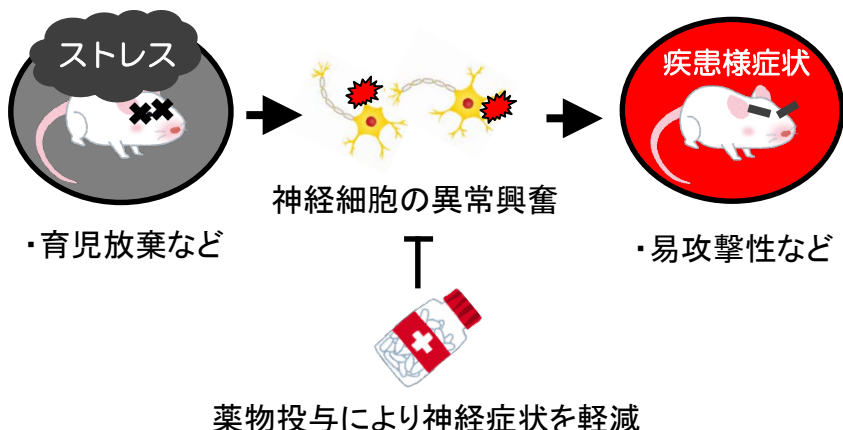 ストレス
疾患様症状
神経細胞の異常興奮
・育児放棄など
・易攻撃性など
薬物投与により神経症状を軽減